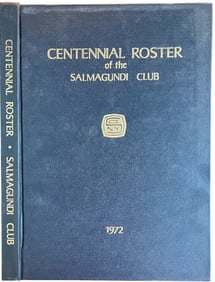 CENTENNIAL ROSTER • SALMAGUNDI CLUB
CENTENNIAL ROSTER
of the
SALMAGUNDI CLUB
1972